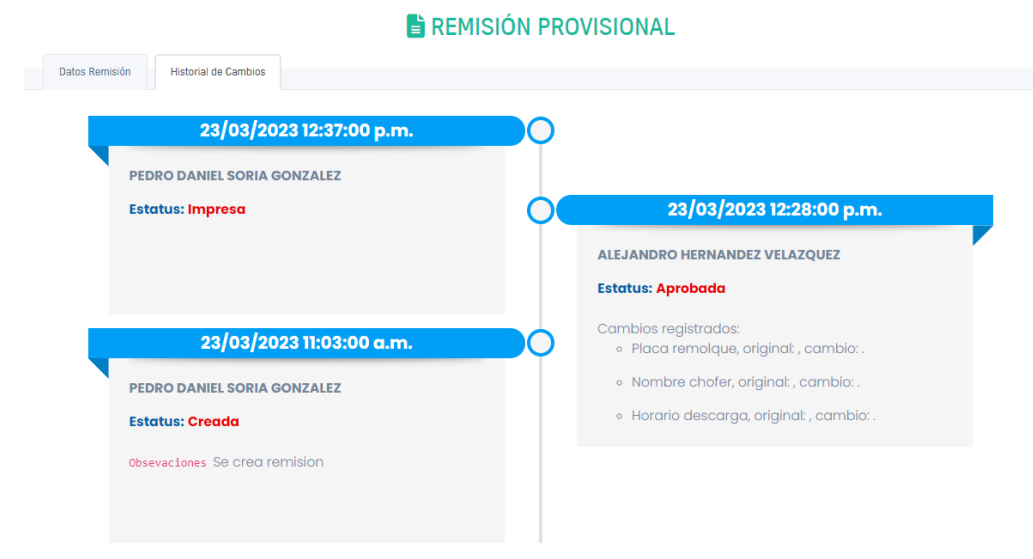 REMISIÓN PROVISIONAL
Datos Remisión
Historial de Cambios
23/03/2023 12:37:00 p.m.
PEDRO DANIEL SORIA GONZALEZ
Estatus: Impresa
23/03/2023 12:28:00 p.m.
ALEJANDRO HERNANDEZ VELAZQUEZ
Estatus: Aprobada
Cambios registrados:
Placa remolque, original: , cambio: .
Nombre chofer, original: , cambio: .
Horario descarga, original: , cambio: .
23/03/2023 11:03:00 a.m.
PEDRO DANIEL SORIA GONZALEZ
Estatus: Creada
Obsevaciones Se crea remision